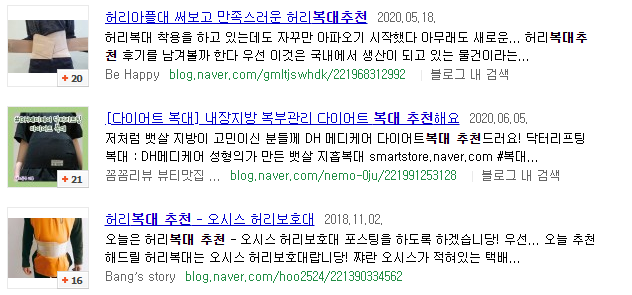 허리아플대 써보고 만족스러운 허리복대추천 2020.05.18.
허리복대 착용을 하고 있는데도 자꾸만 아파오기 시작했다 아무래도 새로운... 허리복대추
천 후기를 남겨볼까 한다 우선 이것은 국내에서 생산이 되고 있는 물건이라는...
Be Happy blog.naver.com/gmltjswhdk/221968312992 | 블로그 내 검색
+ 20
[다이어트 복대] 내장지방 복부관리 다이어트 복대 추천해요 2020.06.05.
저처럼 뱃살 지방이 고민이신 분들께 DH 메디케어 다이어트복대 추천드려요! 닥터리프팅
복대 : DH메디케어 성형의가 만든 뱃살 지흡복대 smartstore.naver.com #복대...
꼼꼼리뷰 뷰티맛집 ... blog.naver.com/nemo-0ju/221991253128 | 블로그 내 검색
+ 21
허리복대 추천 - 오시스 허리보호대 2018.11.02.
오늘은 허리복대 추천 - 오시스 허리보호대 포스팅을 하도록 하겠습니당! 우선... 오늘 추천
해드릴 허리복대는 오시스 허리보호대랍니당! 짠란 오시스가 적혀있는 택배...
Bang's story blog.naver.com/hoo2524/221390334562
+ 16